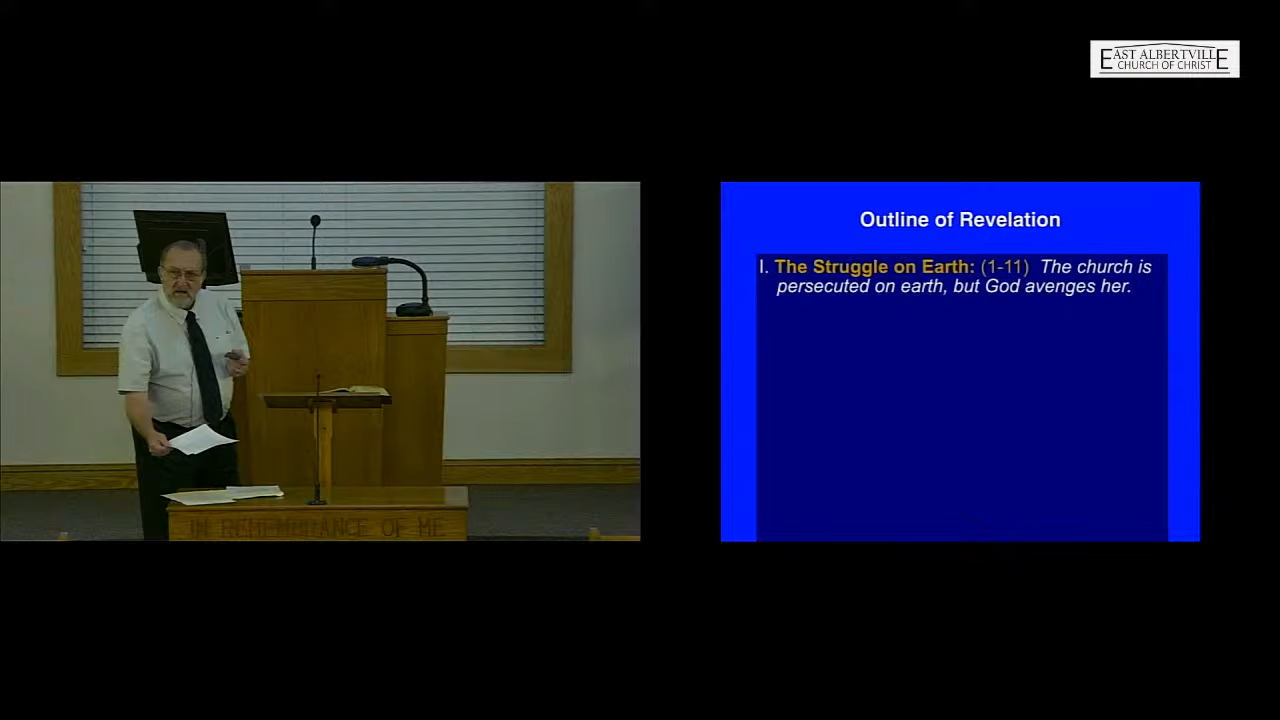 EAST ALBERTVILLE
CHURCH OF CHRIST
Outline of Revelation
I. The Struggle on Earth: (1-11) The church is
persecuted on earth, but God avenges her.
IN REMEMBRANCE OF ME